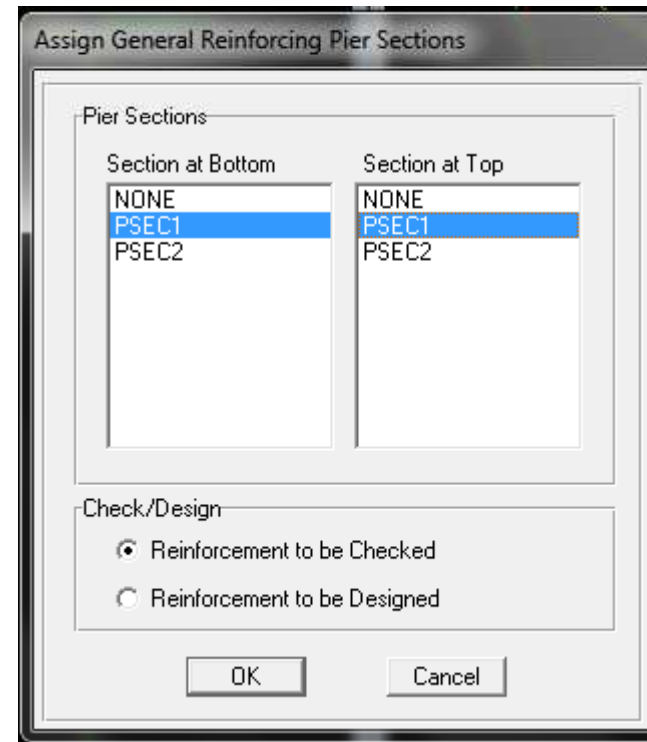 Assign General Reinforcing Pier Sections
Pier Sections
Section at Bottom
Section at Top
NONE
PSEC1
PSEC2
NONE
PSEC1
PSEC2
Check/Design
Reinforcement to be Checked
Reinforcement to be Designed
OK
Cancel